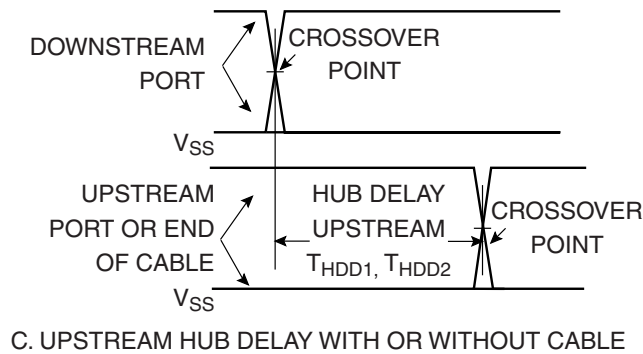 DOWNSTREAM
PORT
CROSSOVER
POINT
VSS
UPSTREAM
PORT OR END
OF CABLE
HUB DELAY
UPSTREAM
THDD1, THDD2
CROSSOVER
POINT
VSS
C. UPSTREAM HUB DELAY WITH OR WITHOUT CABLE